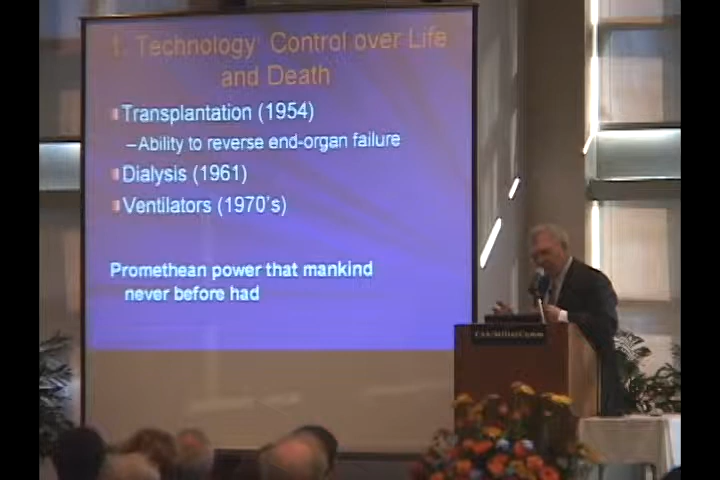 1. Technology: Control over Life
and Death
Transplantation (1954)
–Ability to reverse end-organ failure
Dialysis (1961)
Ventilators (1970's)
Promethean power that mankind
never before had